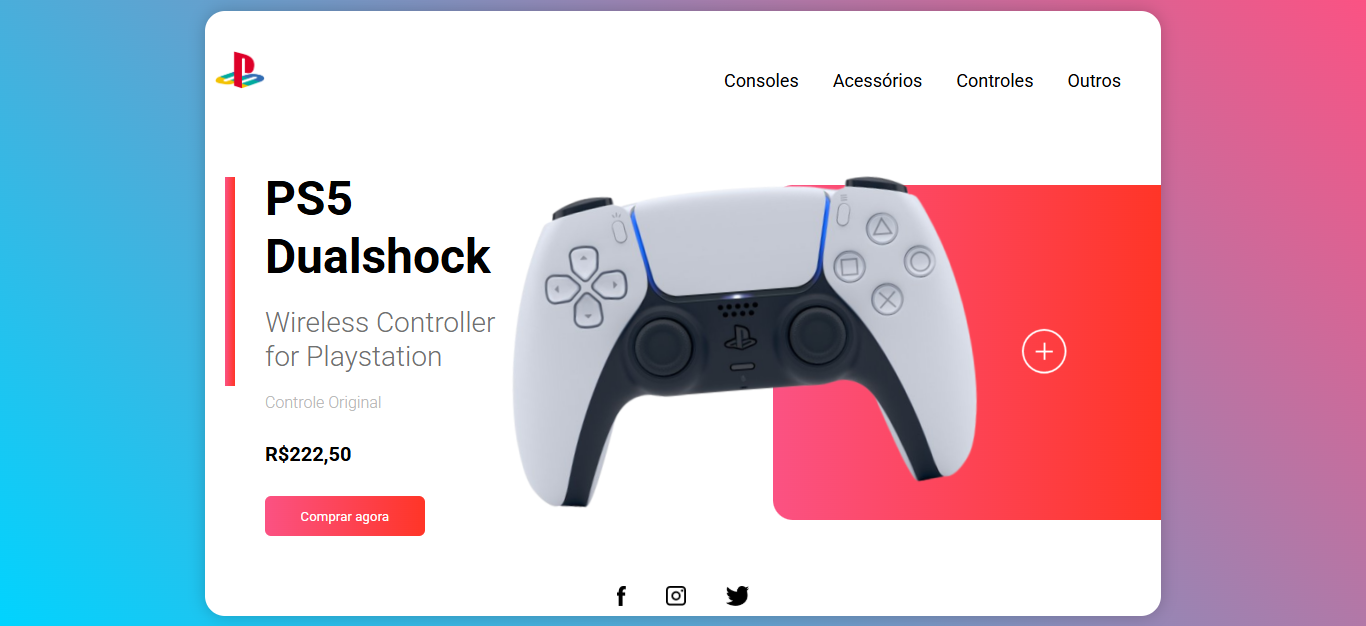 Consoles Acessórios Controles Outros
PS5
Dualshock
Wireless Controller
for Playstation
Controle Original
R$222,50
Comprar agora